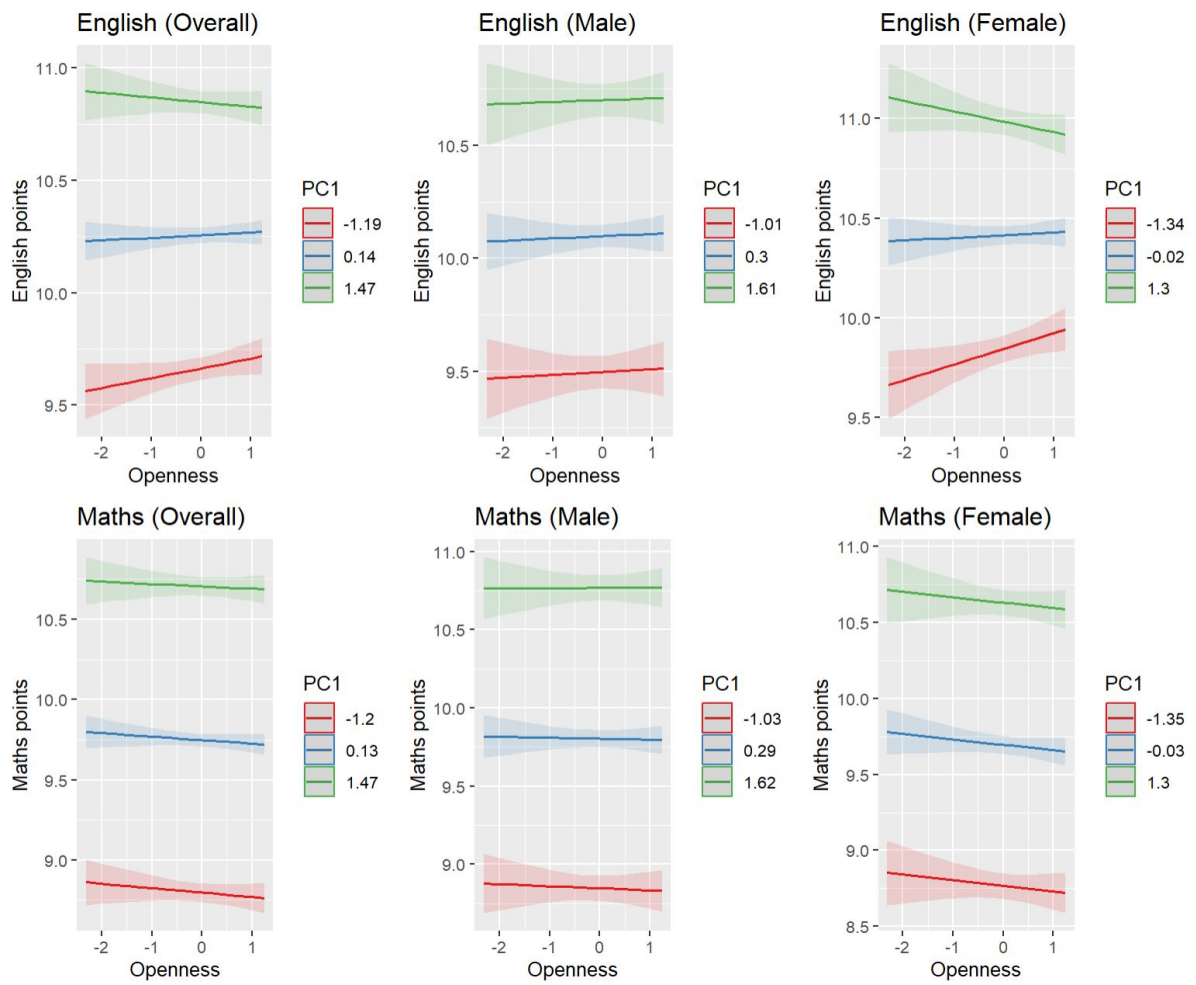 English (Overall)
11.0
10.5
10.0
9.5
English points
-2 -1 0 1
Openness
PC1
-1.19
0.14
1.47
English (Male)
10.5
10.0
9.5
English points
-2 -1 0 1
Openness
PC1
-1.01
0.3
1.61
English (Female)
11.0
10.5
10.0
9.5
English points
-2 -1 0 1
Openness
PC1
-1.34
-0.02
1.3
Maths (Overall)
10.5
10.0
9.5
9.0
Maths points
-2 -1 0 1
Openness
PC1
-1.2
0.13
1.47
Maths (Male)
11.0
10.5
10.0
9.5
9.0
Maths points
-2 -1 0 1
Openness
PC1
-1.03
0.29
1.62
Maths (Female)
11.0
10.5
10.0
9.5
9.0
8.5
Maths points
-2 -1 0 1
Openness
PC1
-1.35
-0.03
1.3